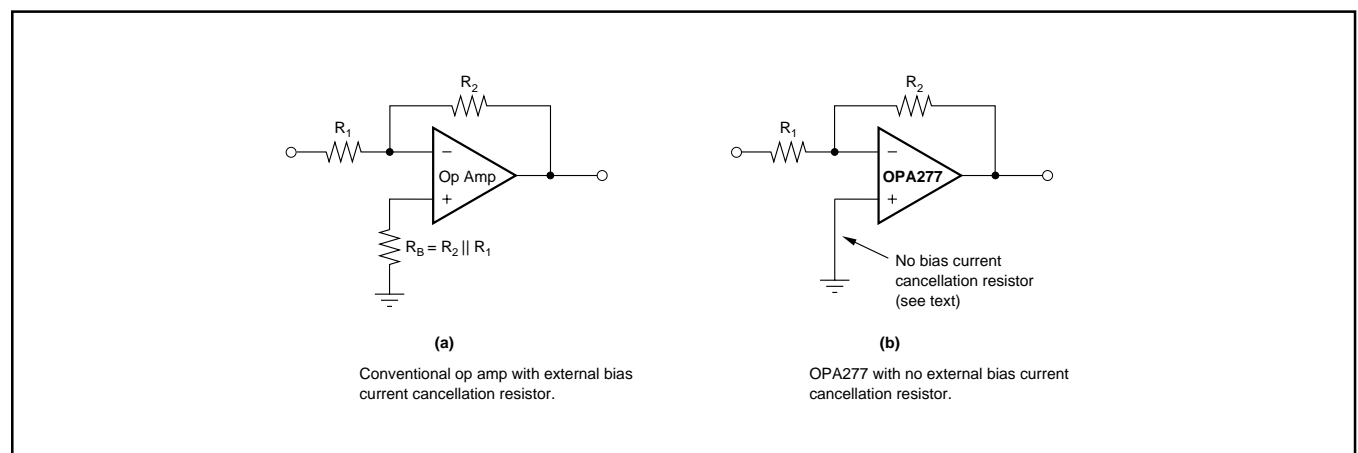 R2
R1
−
Op Amp
+
RB = R2 || R1
(a)
Conventional op amp with external bias
current cancellation resistor.
R2
R1
−
OPA277
+
No bias current
cancellation resistor
(see text)
(b)
OPA277 with no external bias current
cancellation resistor.